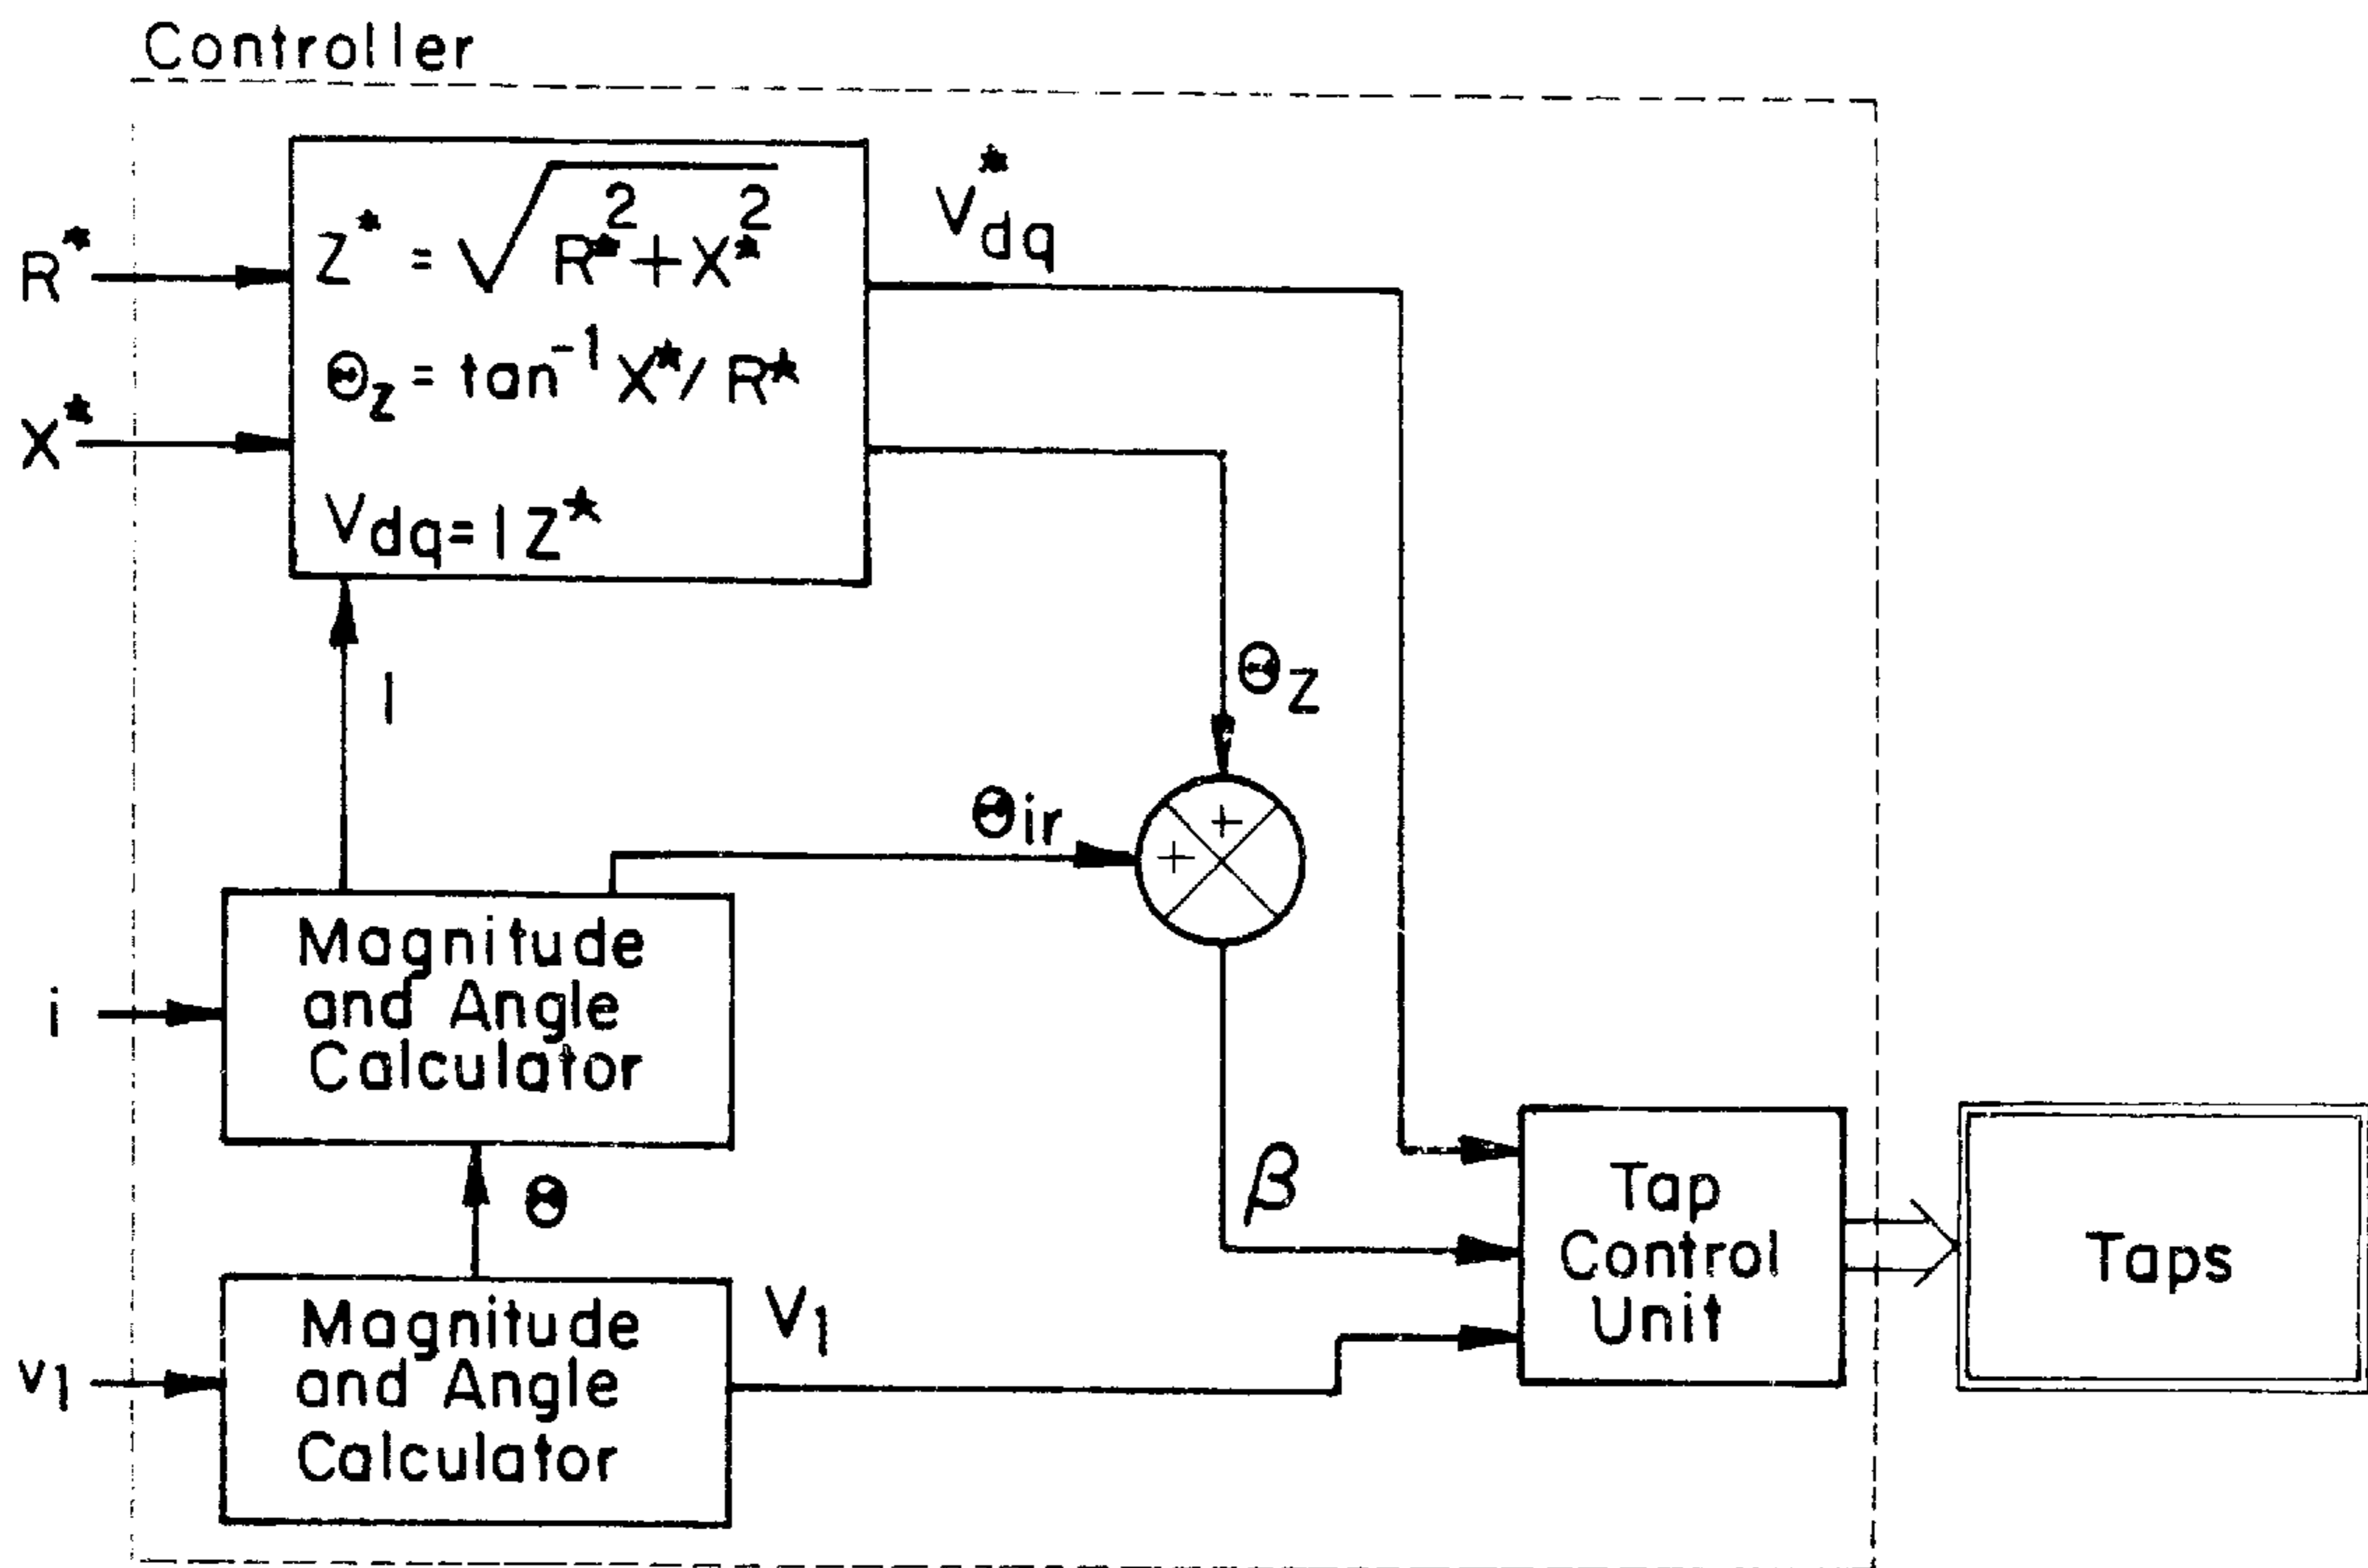 Controller
R*
X*
Z* = √R*²+X*²
Θz = tan⁻¹ X*/R*
Vdq=IZ*
V*dq
I
Θz
Θir
+
+
i
Magnitude
and Angle
Calculator
Θ
β
v1
Magnitude
and Angle
Calculator
V1
Tap
Control
Unit
Taps